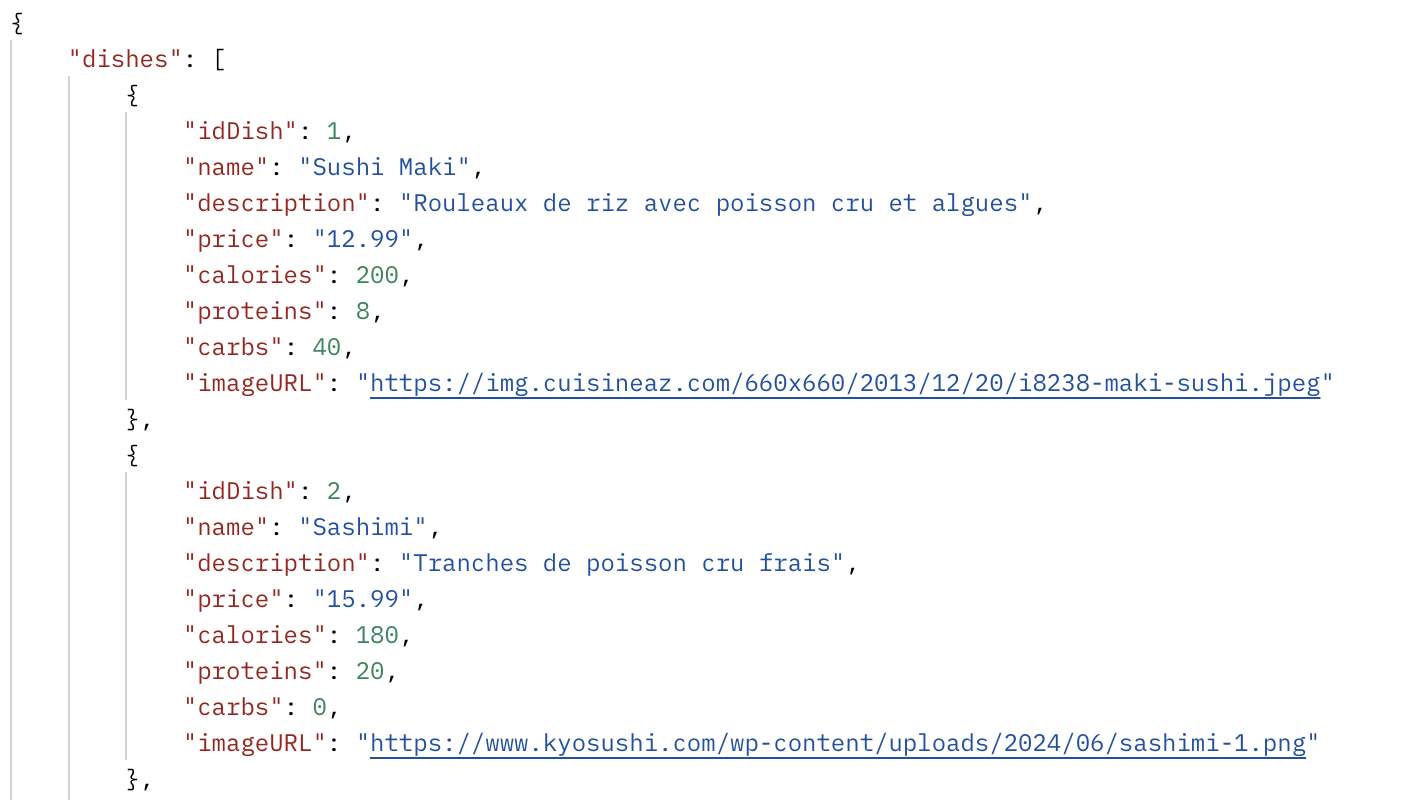 {
    "dishes": [
        {
            "idDish": 1,
            "name": "Sushi Maki",
            "description": "Rouleaux de riz avec poisson cru et algues",
            "price": "12.99",
            "calories": 200,
            "proteins": 8,
            "carbs": 40,
            "imageURL": "https://img.cuisineaz.com/660x660/2013/12/20/i8238-maki-sushi.jpeg"
        },
        {
            "idDish": 2,
            "name": "Sashimi",
            "description": "Tranches de poisson cru frais",
            "price": "15.99",
            "calories": 180,
            "proteins": 20,
            "carbs": 0,
            "imageURL": "https://www.kyosushi.com/wp-content/uploads/2024/06/sashimi-1.png"
        },